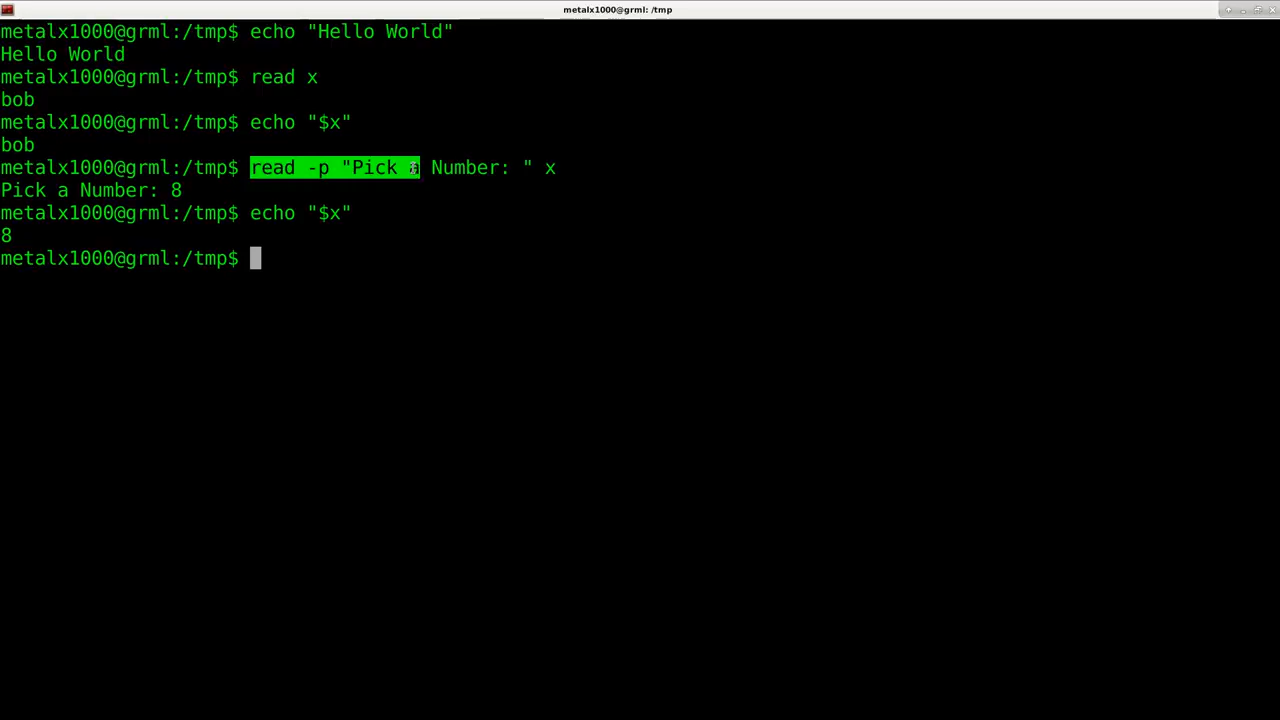 metalx1000@grml: /tmp
metalx1000@grml:/tmp$ echo "Hello World"
Hello World
metalx1000@grml:/tmp$ read x
bob
metalx1000@grml:/tmp$ echo "$x"
bob
metalx1000@grml:/tmp$ read -p "Pick a Number: " x
Pick a Number: 8
metalx1000@grml:/tmp$ echo "$x"
8
metalx1000@grml:/tmp$